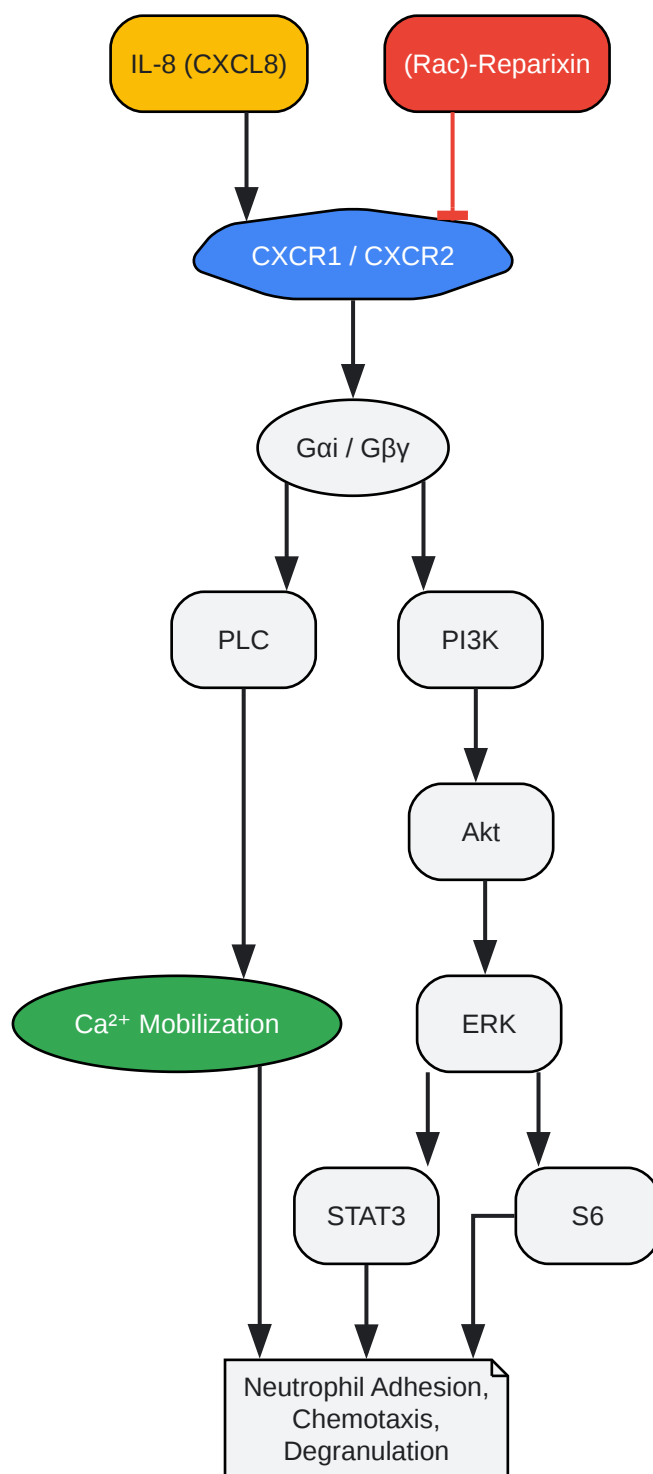 IL-8 (CXCL8)
(Rac)-Reparixin
CXCR1 / CXCR2
Gαi / Gβγ
PLC
PI3K
Akt
Ca²⁺ Mobilization
ERK
STAT3
S6
Neutrophil Adhesion,
Chemotaxis,
Degranulation